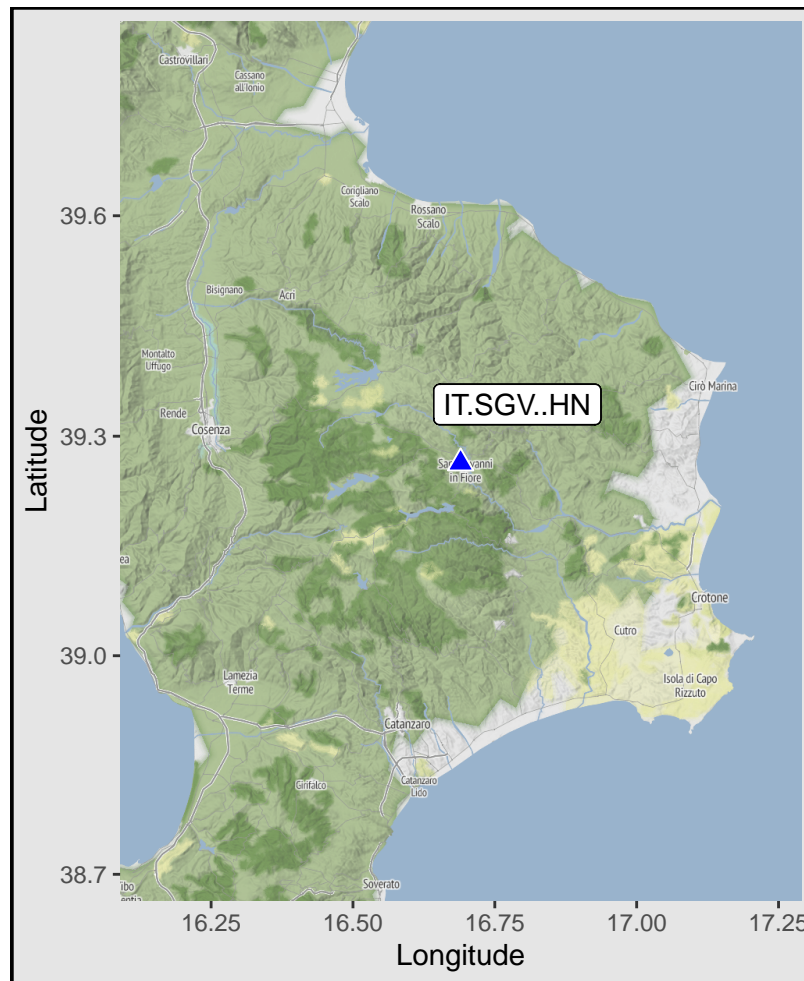 Castrovillari
Cassano
all'Ionio
Corigliano
Scalo
Rossano
Scalo
39.6
Bisignano
Acri
Montalto
Uffugo
Cirò Marina
IT.SGV..HN
Rende
Cosenza
39.3
in Fiore
Latitude
Crotone
Cutro
39.0
Lamezia
Terme
Isola di Capo
Rizzuto
Catanzaro
Girifalco
Catanzaro
Lido
38.7
Soverato
16.25
16.50
16.75
17.00
17.25
Longitude